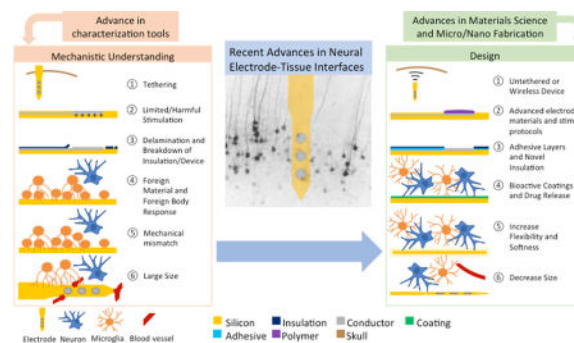 Advance in
characterization tools
Mechanistic Understanding
① Tethering
② Limited/Harmful
Stimulation
③ Delamination and
Breakdown of
Insulation/Device
④ Foreign
Material and
Foreign Body
Response
⑤ Mechanical
mismatch
⑥ Large Size
Electrode Neuron Microglia Blood vessel
Recent Advances in Neural
Electrode-Tissue Interfaces
Silicon Insulation Conductor Coating
Adhesive Polymer Skull
Advances in Materials Science
and Micro/Nano Fabrication
Design
① Untethered or
Wireless Device
② Advanced electrod
materials and stim
protocols
③ Adhesive Layers
and Novel
Insulation
④ Bioactive Coatings
and Drug Release
⑤ Increase
Flexibility and
Softness
⑥ Decrease Size